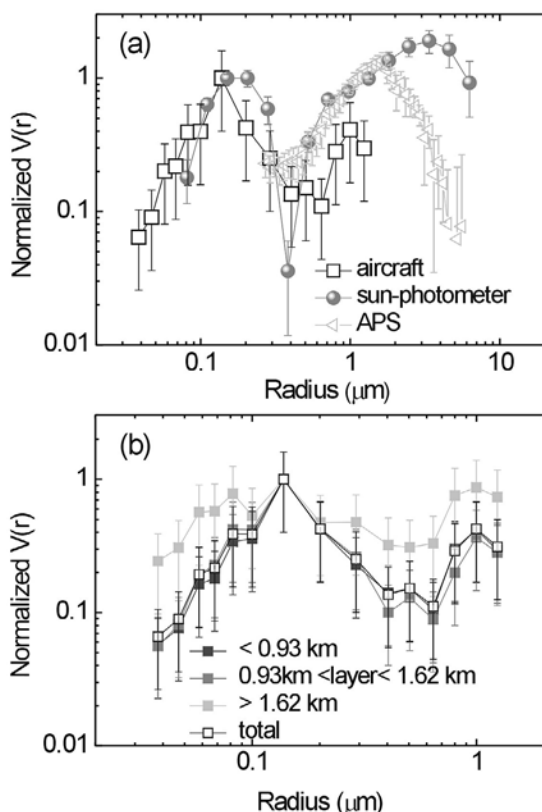 (a)
Normalized V(r)
1
0.1
0.01
aircraft
sun-photometer
APS
0.1 1 10
Radius (μm)
(b)
Normalized V(r)
1
0.1
0.01
< 0.93 km
0.93km <layer< 1.62 km
> 1.62 km
total
0.1 1
Radius (μm)